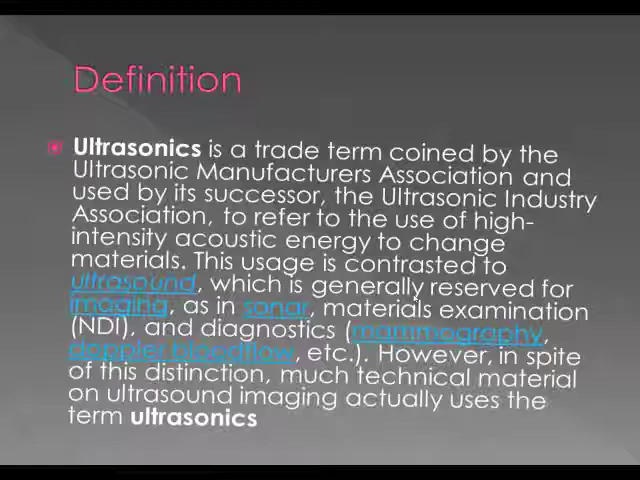 Definition
Ultrasonics is a trade term coined by the
Ultrasonic Manufacturers Association and
used by its successor, the Ultrasonic Industry
Association, to refer to the use of high-
intensity acoustic energy to change
materials. This usage is contrasted to
ultrasound, which is generally reserved for
imaging, as in sonar, materials examination
(NDI), and diagnostics (mammography,
doppler bloodflow, etc.). However, in spite
of this distinction, much technical material
on ultrasound imaging actually uses the
term ultrasonics